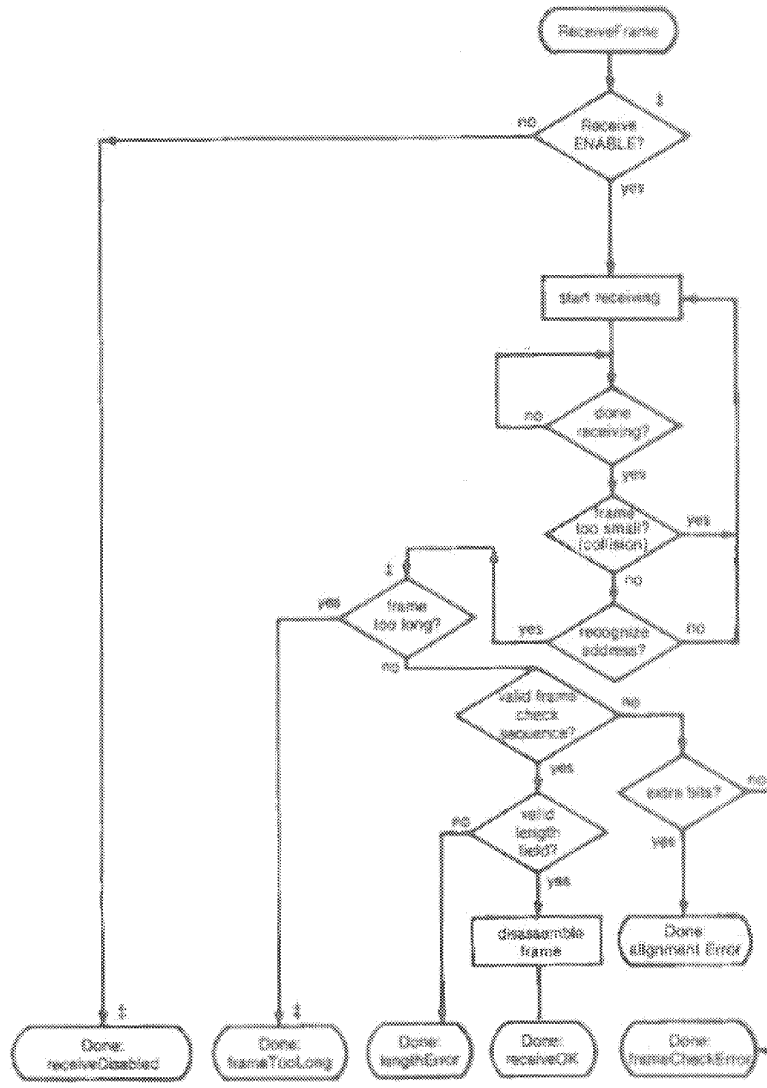 ReceiveFrame
‡
no
Receive
ENABLE?
yes
start receiving
no
done
receiving?
yes
frame
too small?
(collision)
yes
no
‡
yes
frame
too long?
yes
recognize
address?
no
no
valid frame
check
sequence?
no
yes
no
valid
length
field?
extra bits?
no
yes
yes
disassemble
frame
Done:
alignment Error
‡
‡
Done:
receiveDisabled
Done:
frameTooLong
Done:
lengthError
Done:
receiveOK
Done:
frameCheckError